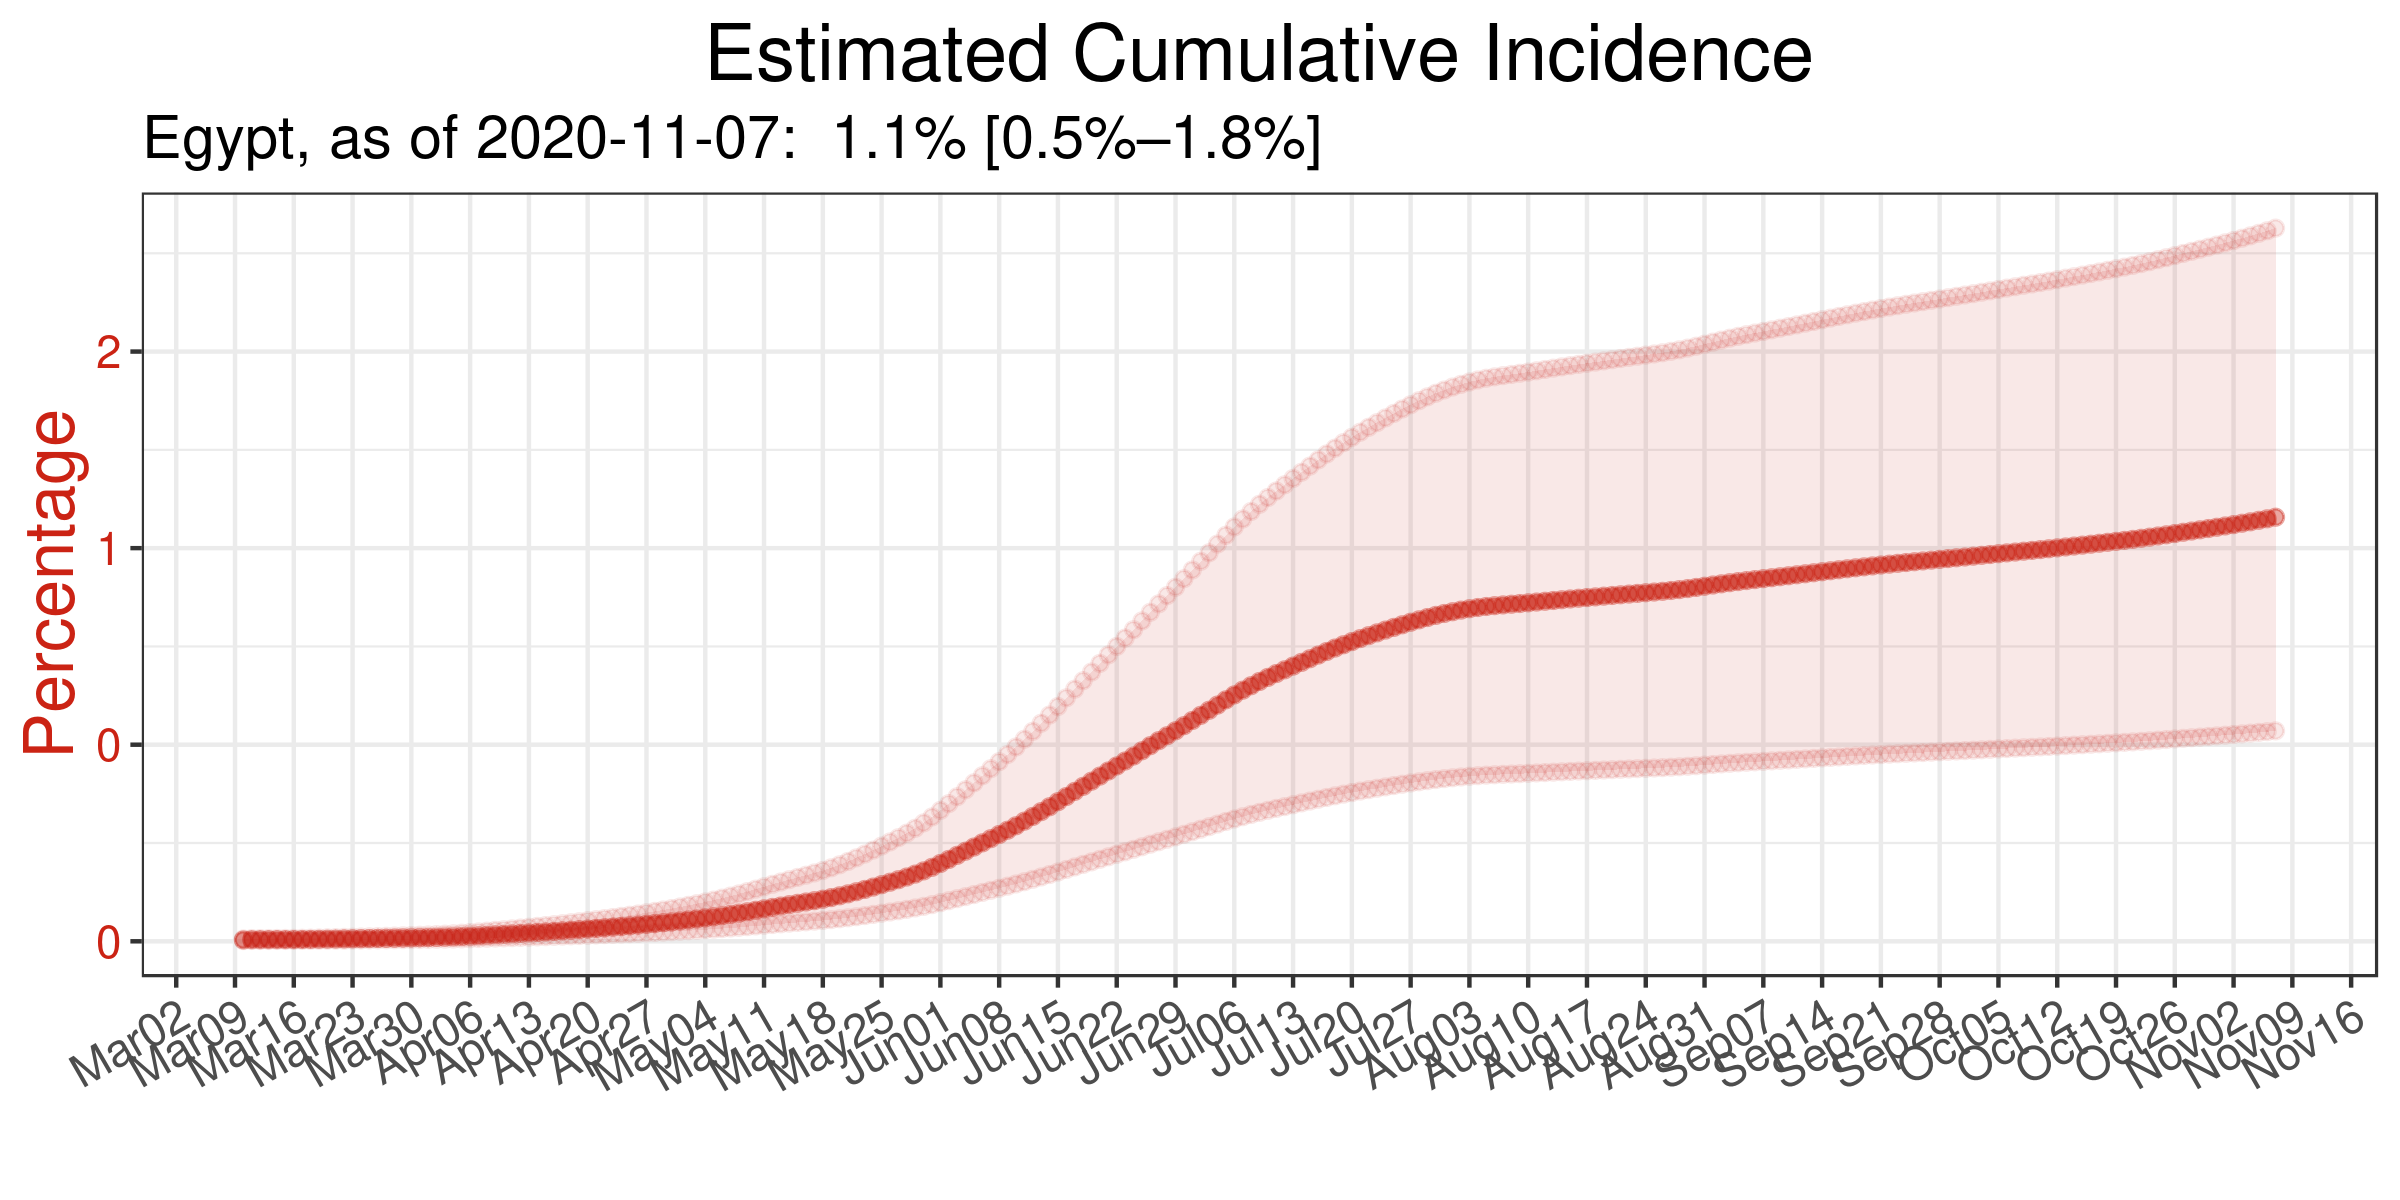 Estimated Cumulative Incidence
Egypt, as of 2020-11-07:  1.1% [0.5%–1.8%]
Percentage
2
1
0
0
Mar02
Mar09
Mar16
Mar23
Mar30
Apr06
Apr13
Apr20
Apr27
May04
May11
May18
May25
Jun01
Jun08
Jun15
Jun22
Jun29
Jul06
Jul13
Jul20
Jul27
Aug03
Aug10
Aug17
Aug24
Aug31
Sep07
Sep14
Sep21
Sep28
Oct05
Oct12
Oct19
Oct26
Nov02
Nov09
Nov16